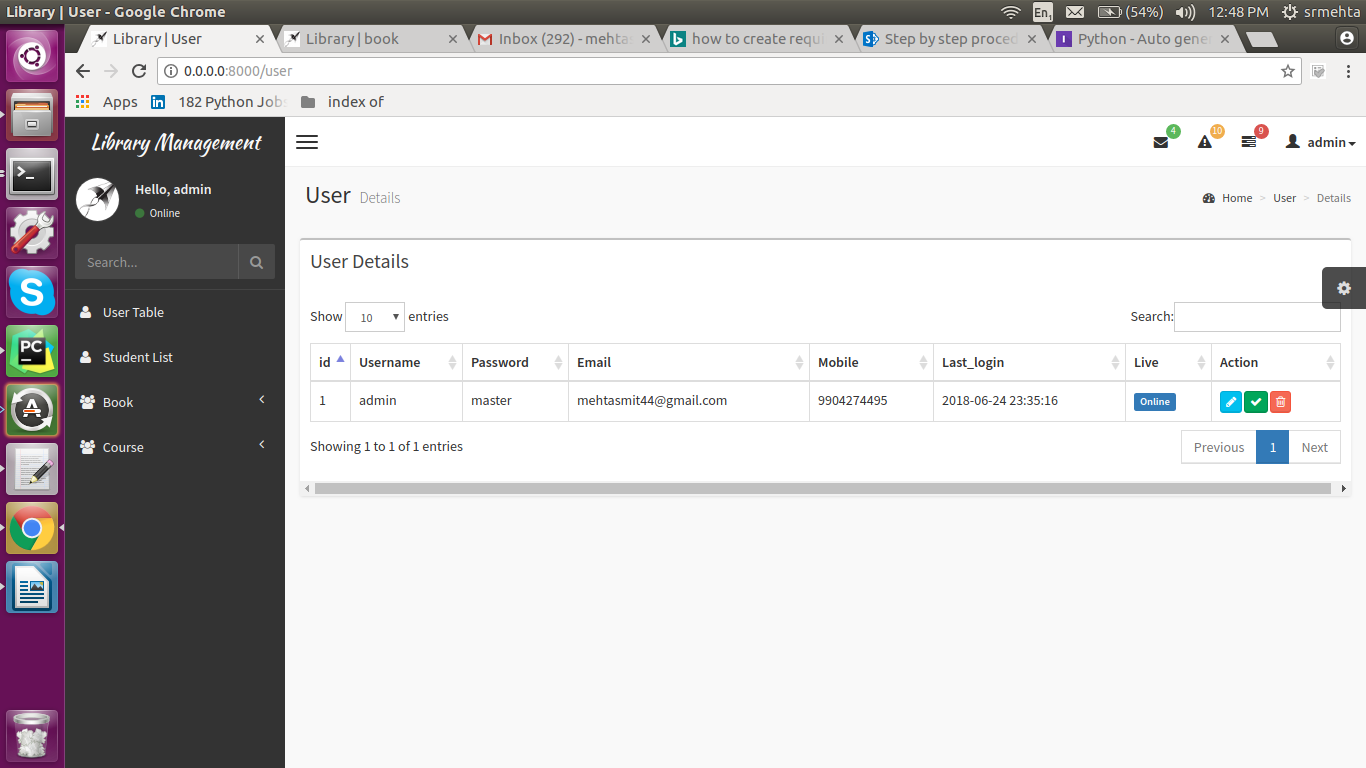 Library | User - Google Chrome
En1 (54%) 12:48 PM srmehta
Library | User Library | book Inbox (292) - mehta how to create requi Step by step proced Python - Auto gene
0.0.0.0:8000/user
Apps 182 Python Jobs index of
Library Management
4 10 9 admin
Hello, admin
Online
User Details
Home > User > Details
Search...
User Details
User Table
Student List
Book
Course
Show 10 entries Search:
id Username Password Email Mobile Last_login Live Action
1 admin master mehtasmit44@gmail.com 9904274495 2018-06-24 23:35:16 Online
Showing 1 to 1 of 1 entries Previous 1 Next